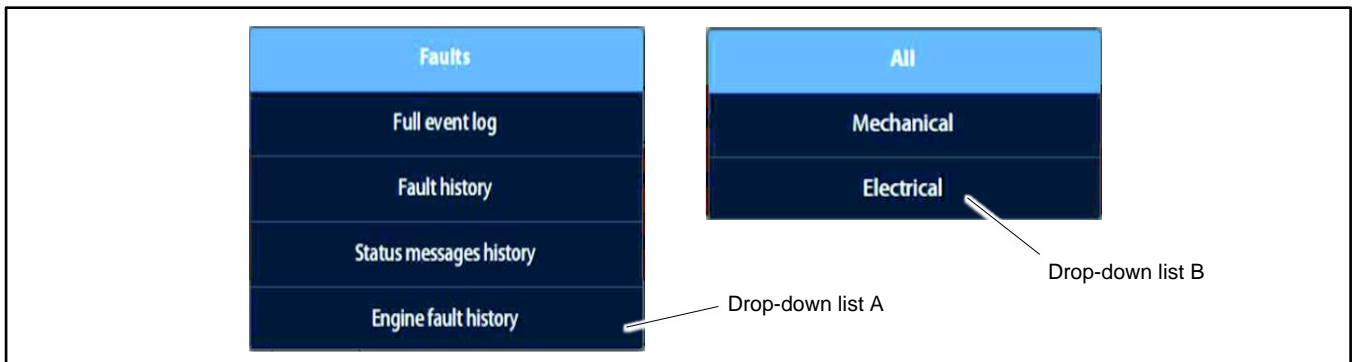 Faults
Full event log
Fault history
Status messages history
Engine fault history
All
Mechanical
Electrical
Drop-down list B
Drop-down list A